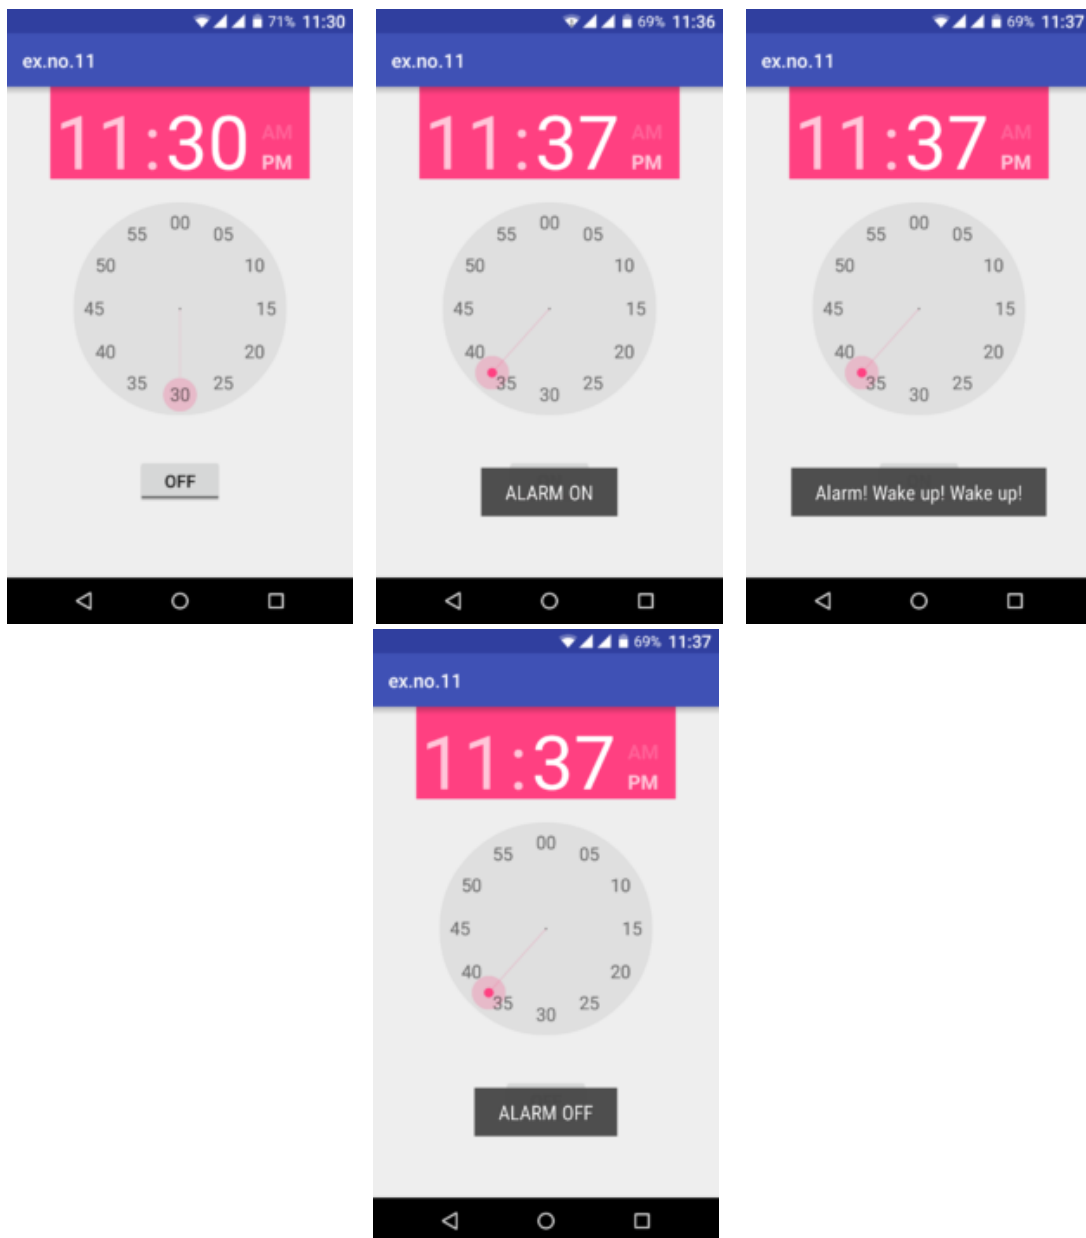 71% 11:30
ex.no.11
11:30 AM
PM
00
55 05
50 10
45 15
40 20
35 25
30
OFF
69% 11:36
ex.no.11
11:37 AM
PM
00
55 05
50 10
45 15
40 20
35 25
30
ALARM ON
69% 11:37
ex.no.11
11:37 AM
PM
00
55 05
50 10
45 15
40 20
35 25
30
Alarm! Wake up! Wake up!
69% 11:37
ex.no.11
11:37 AM
PM
00
55 05
50 10
45 15
40 20
35 25
30
ALARM OFF